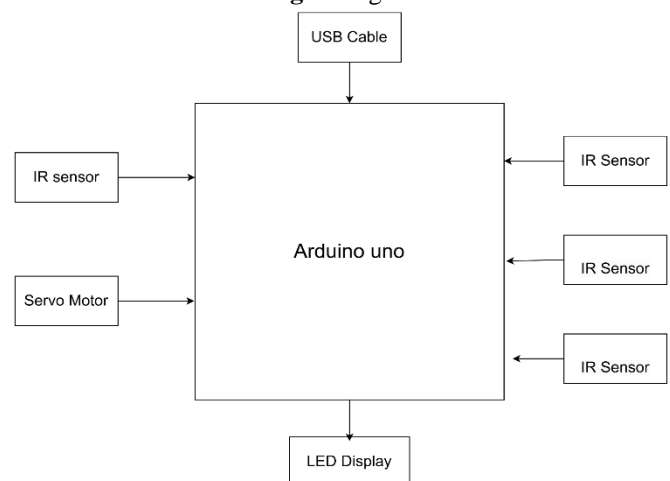 USB Cable
IR sensor
IR Sensor
Arduino uno
IR Sensor
Servo Motor
IR Sensor
LED Display